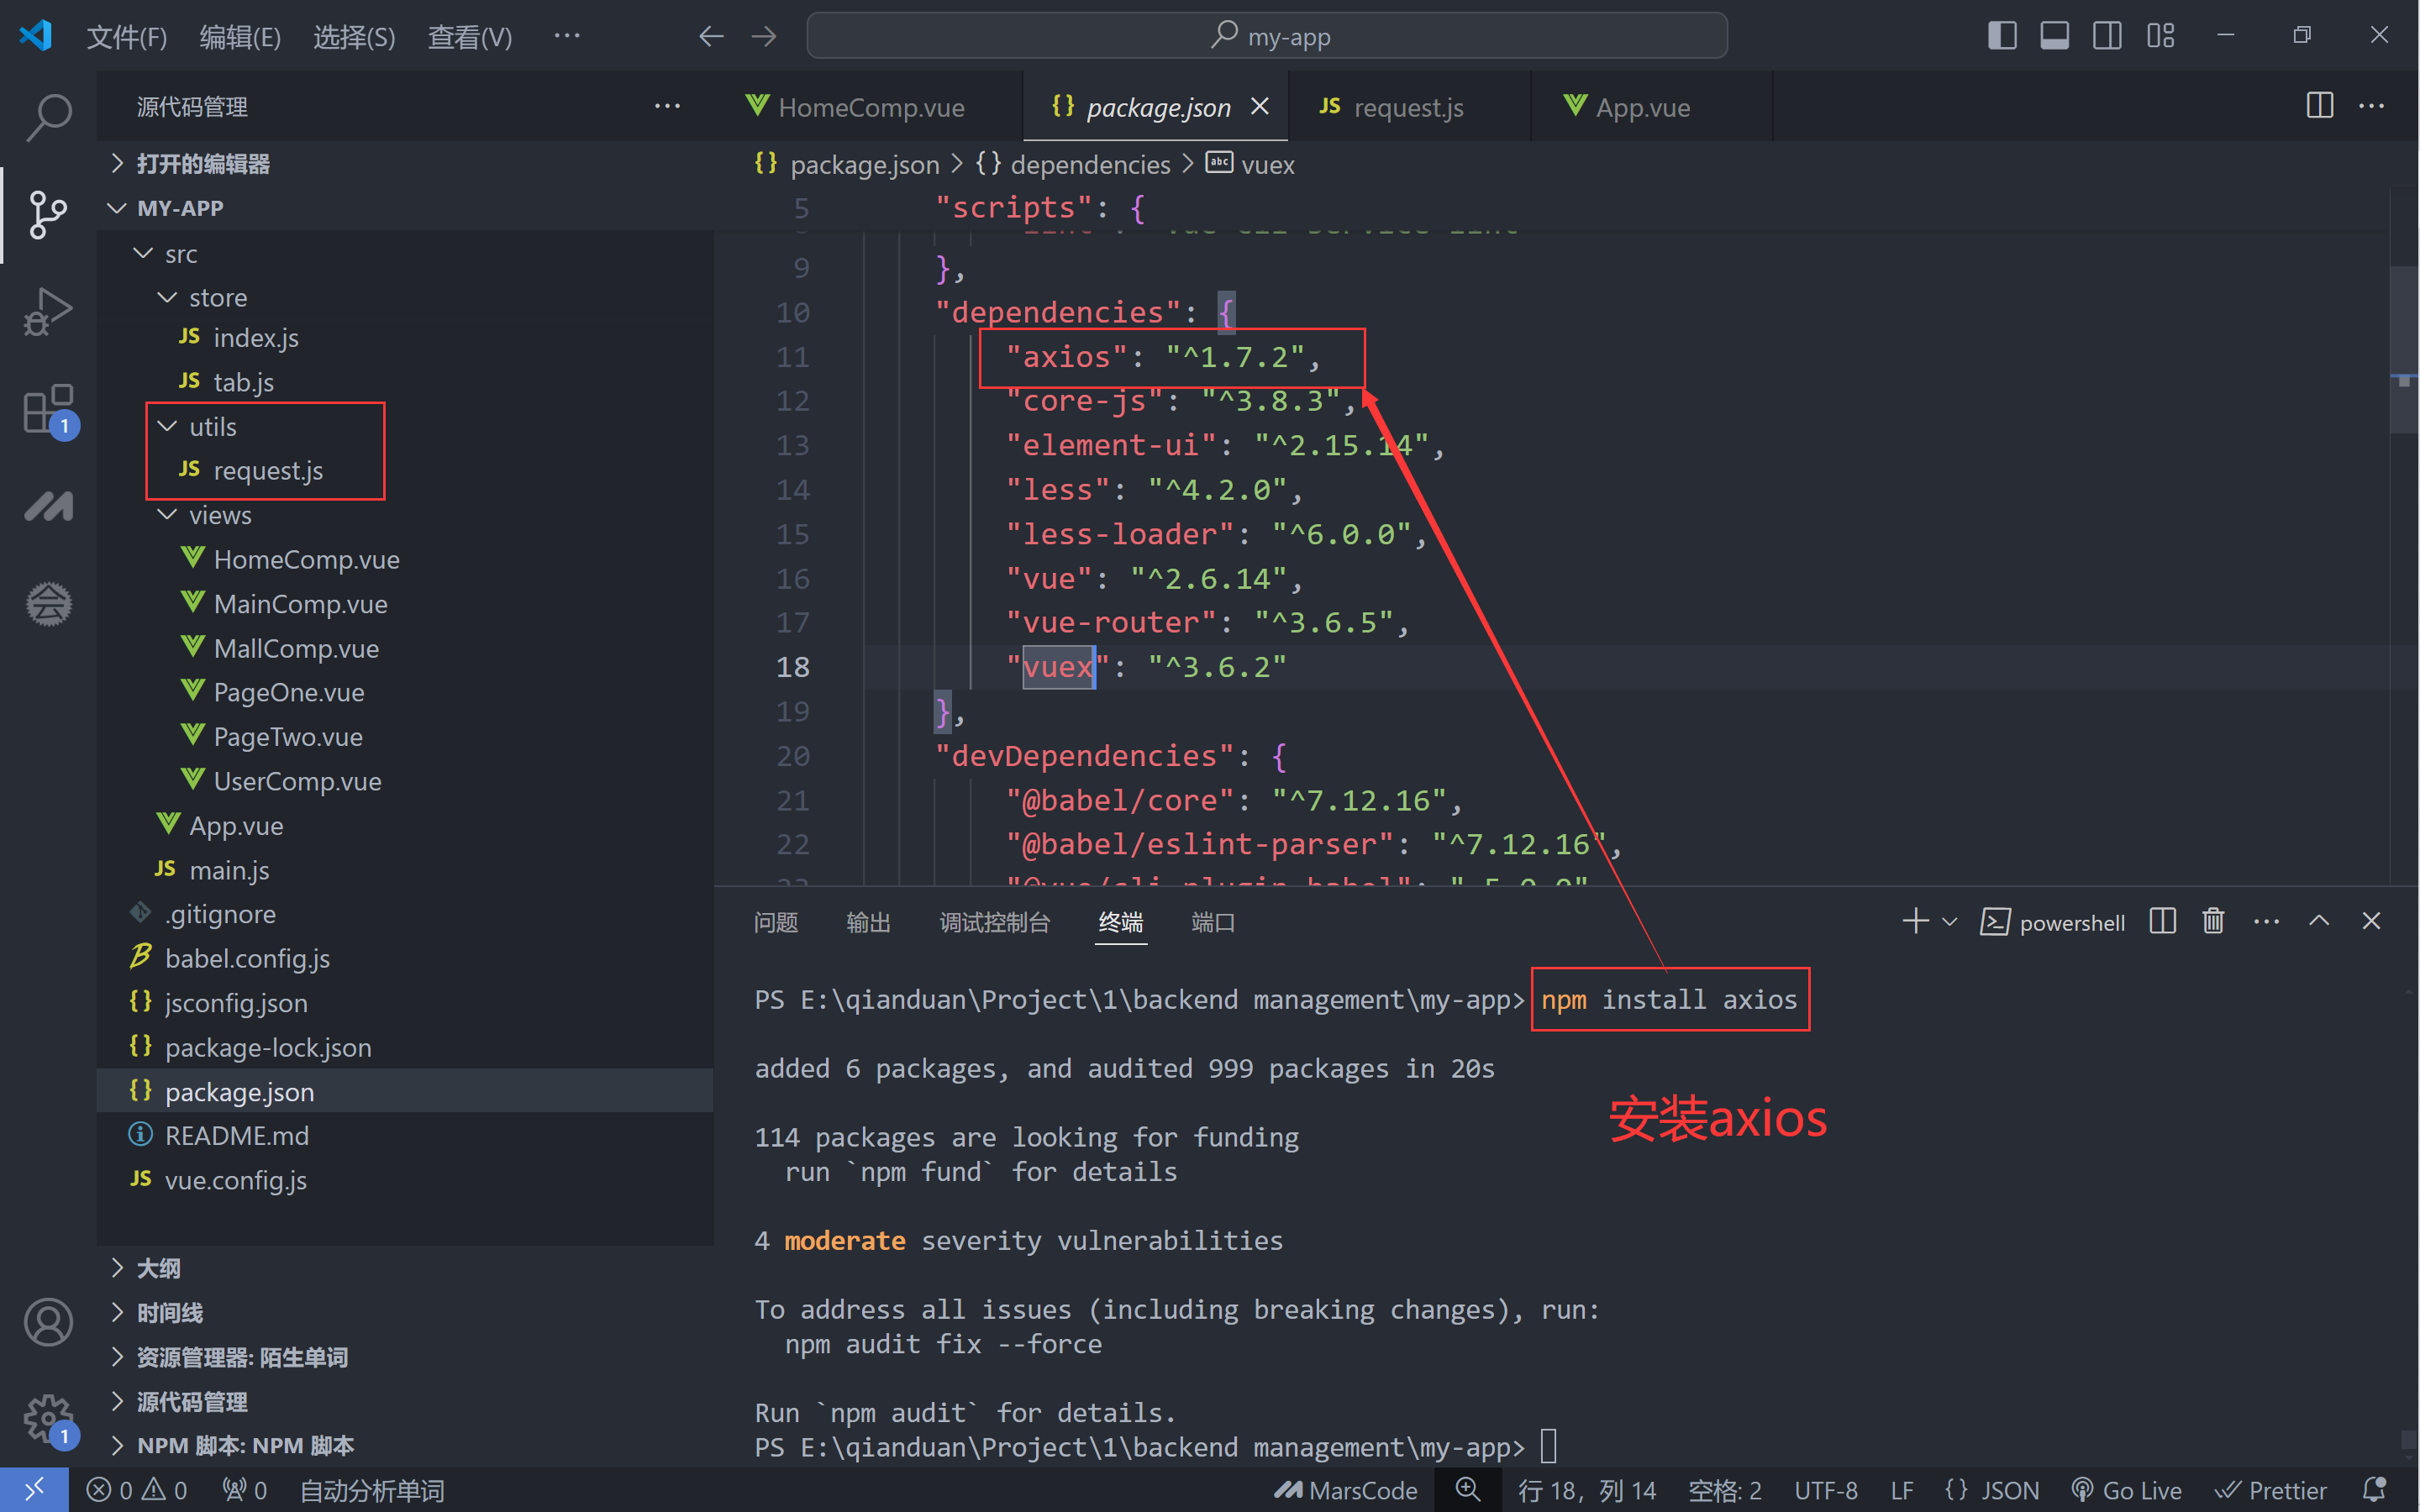 文件(F) 编辑(E) 选择(S) 查看(V) ···
my-app
源代码管理 ···
打开的编辑器
MY-APP
src
store
JS index.js
JS tab.js
utils
JS request.js
views
HomeComp.vue
MainComp.vue
MallComp.vue
PageOne.vue
PageTwo.vue
UserComp.vue
App.vue
JS main.js
.gitignore
babel.config.js
{} jsconfig.json
{} package-lock.json
{} package.json
README.md
JS vue.config.js
大纲
时间线
资源管理器: 陌生单词
源代码管理
NPM 脚本: NPM 脚本
1
会
1
HomeComp.vue {} package.json JS request.js App.vue
{} package.json > {} dependencies > abc vuex
5 "scripts": {
9 },
10 "dependencies": {
11 "axios": "^1.7.2",
12 "core-js": "^3.8.3",
13 "element-ui": "^2.15.14",
14 "less": "^4.2.0",
15 "less-loader": "^6.0.0",
16 "vue": "^2.6.14",
17 "vue-router": "^3.6.5",
18 "vuex": "^3.6.2"
19 },
20 "devDependencies": {
21 "@babel/core": "^7.12.16",
22 "@babel/eslint-parser": "^7.12.16",
问题 输出 调试控制台 终端 端口
powershell
PS E:\qianduan\Project\1\backend management\my-app> npm install axios
added 6 packages, and audited 999 packages in 20s
安装axios
114 packages are looking for funding
run `npm fund` for details
4 moderate severity vulnerabilities
To address all issues (including breaking changes), run:
npm audit fix --force
Run `npm audit` for details.
PS E:\qianduan\Project\1\backend management\my-app>
0 0 0 自动分析单词 MarsCode 行 18，列 14 空格: 2 UTF-8 LF {} JSON Go Live Prettier